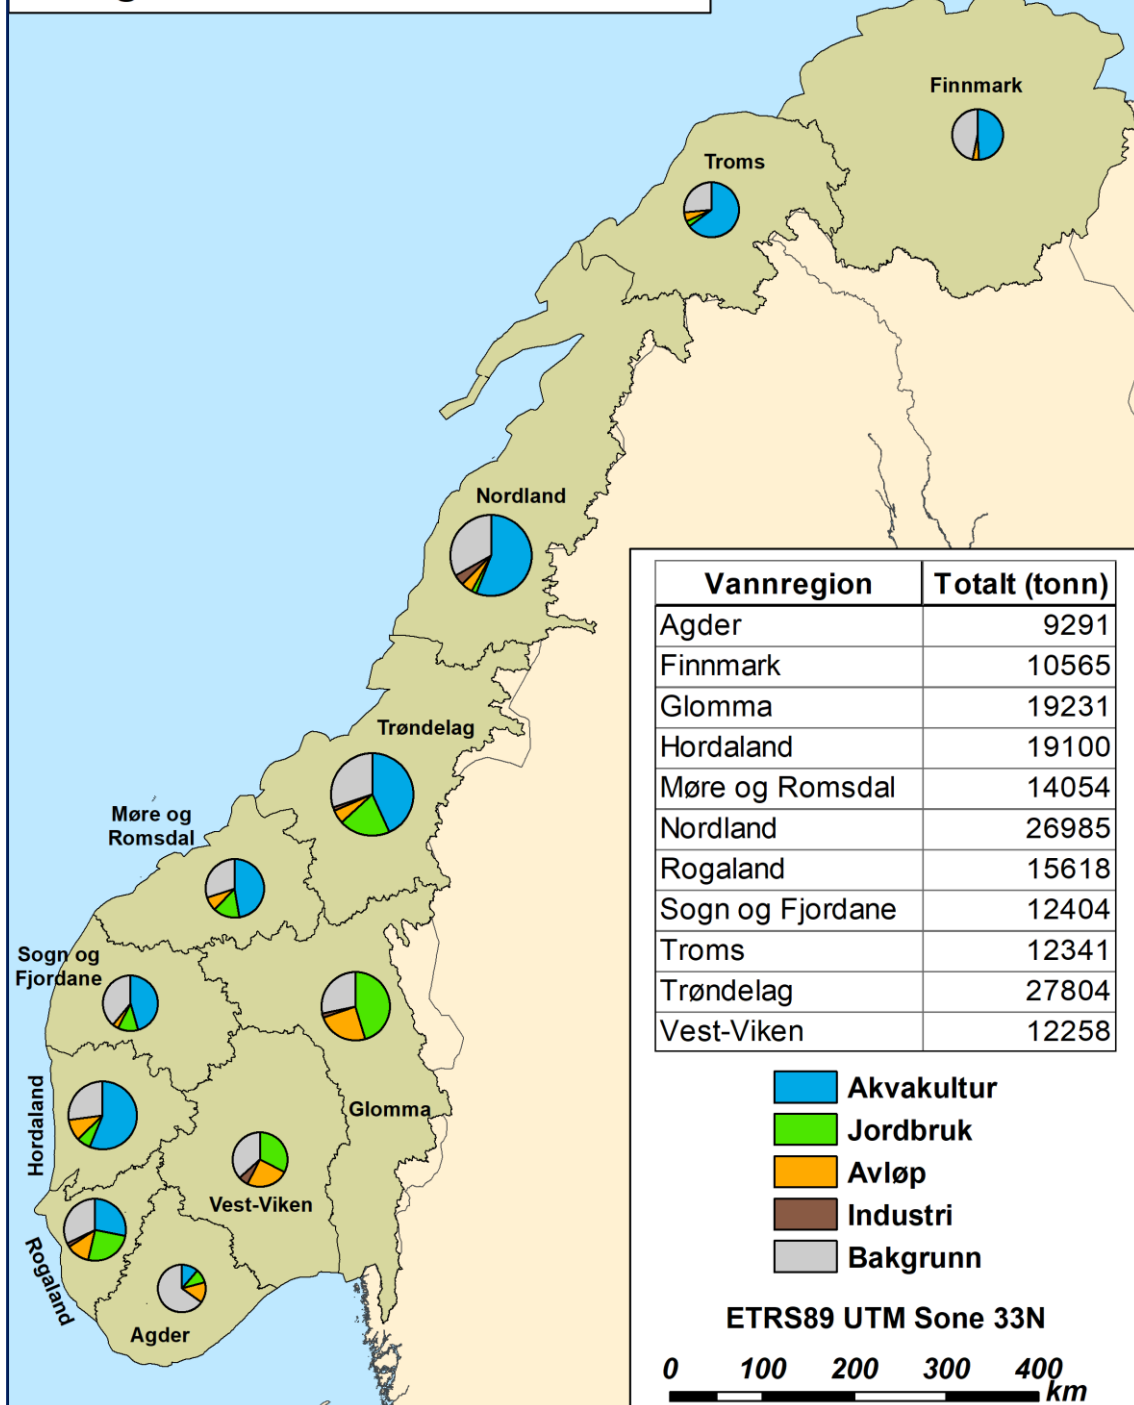 Finnmark
Troms
Nordland
Trøndelag
Møre og
Romsdal
Sogn og
Fjordane
Hordaland
Glomma
Vest-Viken
Rogaland
Agder
Vannregion Totalt (tonn)
Agder 9291
Finnmark 10565
Glomma 19231
Hordaland 19100
Møre og Romsdal 14054
Nordland 26985
Rogaland 15618
Sogn og Fjordane 12404
Troms 12341
Trøndelag 27804
Vest-Viken 12258
Akvakultur
Jordbruk
Avløp
Industri
Bakgrunn
ETRS89 UTM Sone 33N
0 100 200 300 400
km